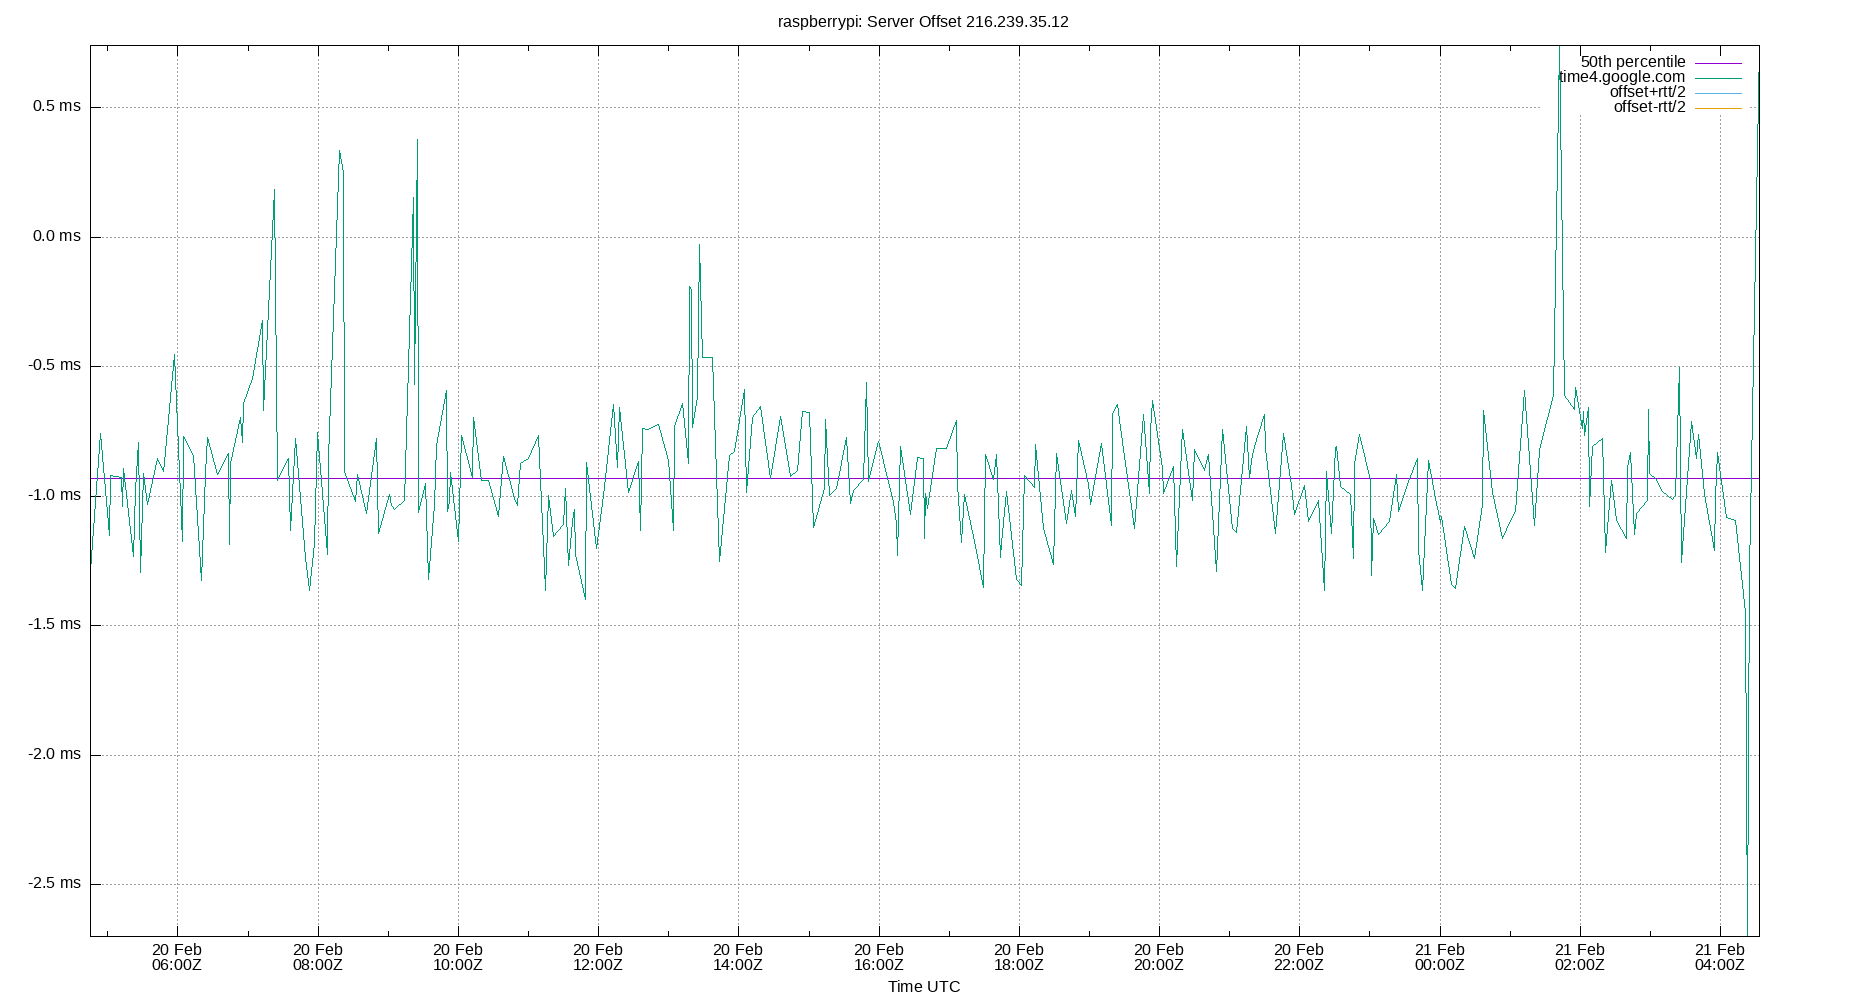 raspberrypi: Server Offset 216.239.35.12
50th percentile
time4.google.com
offset+rtt/2
offset-rtt/2
0.5 ms
0.0 ms
-0.5 ms
-1.0 ms
-1.5 ms
-2.0 ms
-2.5 ms
20 Feb 20 Feb 20 Feb 20 Feb 20 Feb 20 Feb 20 Feb 20 Feb 20 Feb 21 Feb 21 Feb 21 Feb
06:00Z 08:00Z 10:00Z 12:00Z 14:00Z 16:00Z 18:00Z 20:00Z 22:00Z 00:00Z 02:00Z 04:00Z
Time UTC